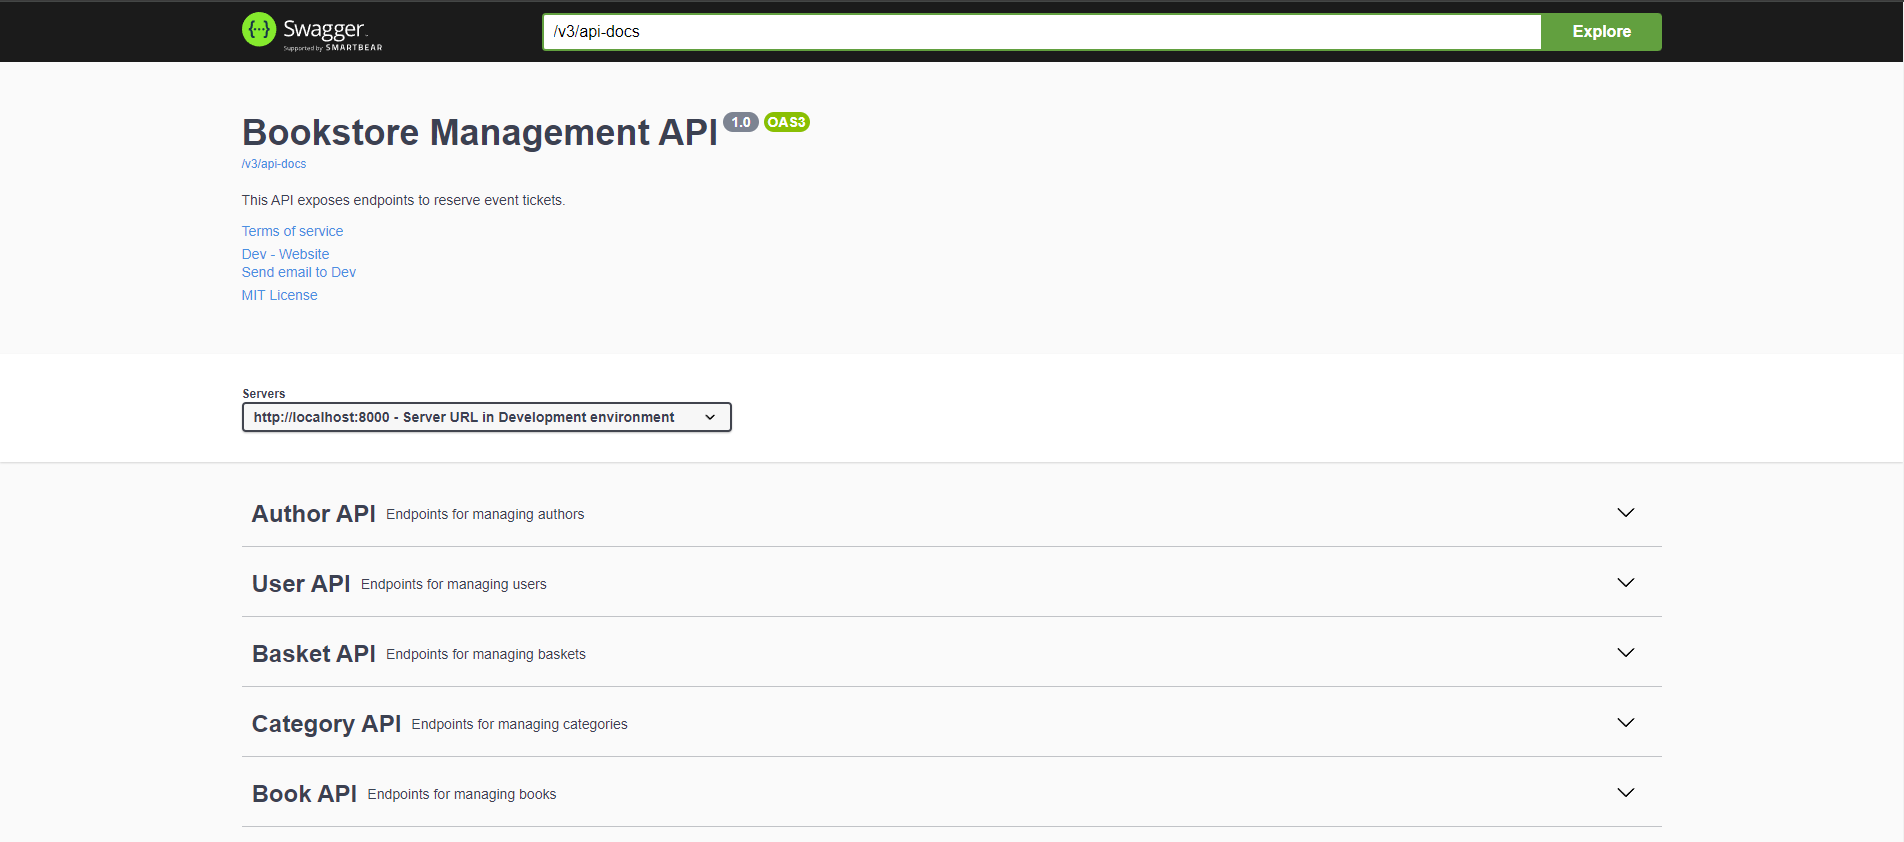 Swagger
Supported by SMARTBEAR
/v3/api-docs
Explore
Bookstore Management API 1.0 OAS3
/v3/api-docs
This API exposes endpoints to reserve event tickets.
Terms of service
Dev - Website
Send email to Dev
MIT License
Servers
http://localhost:8000 - Server URL in Development environment
Author API Endpoints for managing authors
User API Endpoints for managing users
Basket API Endpoints for managing baskets
Category API Endpoints for managing categories
Book API Endpoints for managing books